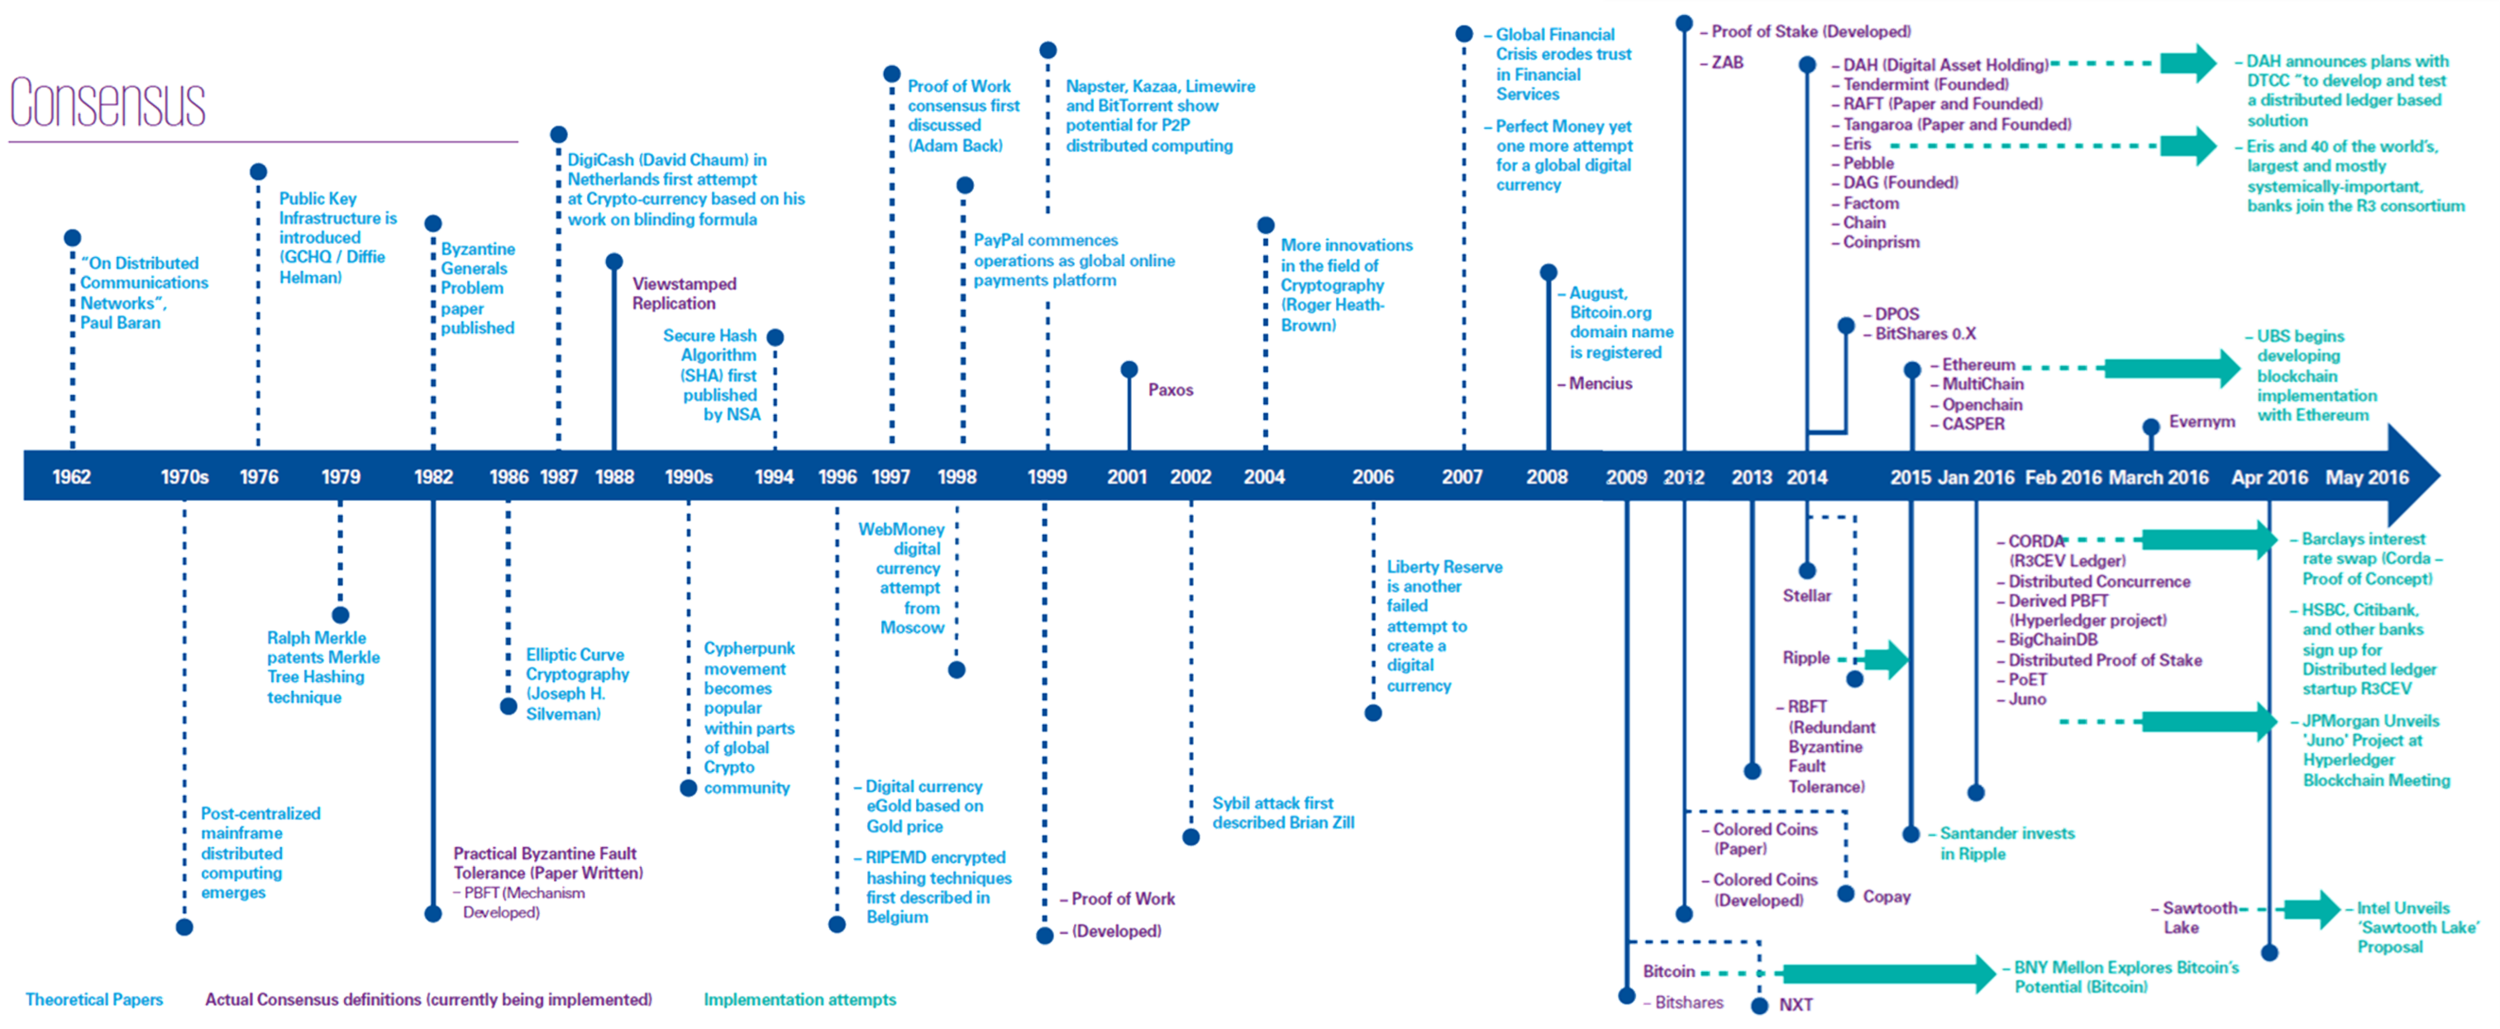 Consensus
"On Distributed
Communications
Networks",
Paul Baran
Public Key
Infrastructure is
introduced
(GCHQ / Diffie
Helman)
Byzantine
Generals
Problem
paper
published
DigiCash (David Chaum) in
Netherlands first attempt
at Crypto-currency based on his
work on blinding formula
Viewstamped
Replication
Secure Hash
Algorithm
(SHA) first
published
by NSA
Proof of Work
consensus first
discussed
(Adam Back)
PayPal commences
operations as global online
payments platform
Napster, Kazaa, Limewire
and BitTorrent show
potential for P2P
distributed computing
Paxos
More innovations
in the field of
Cryptography
(Roger Heath-
Brown)
– Global Financial
Crisis erodes trust
in Financial
Services
– Perfect Money yet
one more attempt
for a global digital
currency
– August,
Bitcoin.org
domain name
is registered
– Mencius
– Proof of Stake (Developed)
– ZAB
– DAH (Digital Asset Holding)
– Tendermint (Founded)
– RAFT (Paper and Founded)
– Tangaroa (Paper and Founded)
– Eris
– Pebble
– DAG (Founded)
– Factom
– Chain
– Coinprism
– DAH announces plans with
DTCC "to develop and test
a distributed ledger based
solution
– Eris and 40 of the world's,
largest and mostly
systemically-important,
banks join the R3 consortium
– DPOS
– BitShares 0.X
– Ethereum
– MultiChain
– Openchain
– CASPER
– UBS begins
developing
blockchain
implementation
with Ethereum
Evernym
1962 1970s 1976 1979 1982 1986 1987 1988 1990s 1994 1996 1997 1998 1999 2001 2002 2004 2006 2007 2008 2009 2012 2013 2014 2015 Jan 2016 Feb 2016 March 2016 Apr 2016 May 2016
Post-centralized
mainframe
distributed
computing
emerges
Ralph Merkle
patents Merkle
Tree Hashing
technique
Practical Byzantine Fault
Tolerance (Paper Written)
– PBFT (Mechanism
Developed)
Elliptic Curve
Cryptography
(Joseph H.
Silveman)
Cypherpunk
movement
becomes
popular
within parts
of global
Crypto
community
– Digital currency
eGold based on
Gold price
– RIPEMD encrypted
hashing techniques
first described in
Belgium
WebMoney
digital
currency
attempt
from
Moscow
– Proof of Work
– (Developed)
Sybil attack first
described Brian Zill
Liberty Reserve
is another
failed
attempt to
create a
digital
currency
Bitcoin
– Bitshares
NXT
– BNY Mellon Explores Bitcoin's
Potential (Bitcoin)
– Colored Coins
(Paper)
– Colored Coins
(Developed)
Copay
Stellar
Ripple
– RBFT
(Redundant
Byzantine
Fault
Tolerance)
– Santander invests
in Ripple
– CORDA
(R3CEV Ledger)
– Distributed Concurrence
– Derived PBFT
(Hyperledger project)
– BigChainDB
– Distributed Proof of Stake
– PoET
– Juno
– Barclays interest
rate swap (Corda –
Proof of Concept)
– HSBC, Citibank,
and other banks
sign up for
Distributed ledger
startup R3CEV
– JPMorgan Unveils
'Juno' Project at
Hyperledger
Blockchain Meeting
– Sawtooth
Lake
– Intel Unveils
'Sawtooth Lake'
Proposal
Theoretical Papers
Actual Consensus definitions (currently being implemented)
Implementation attempts